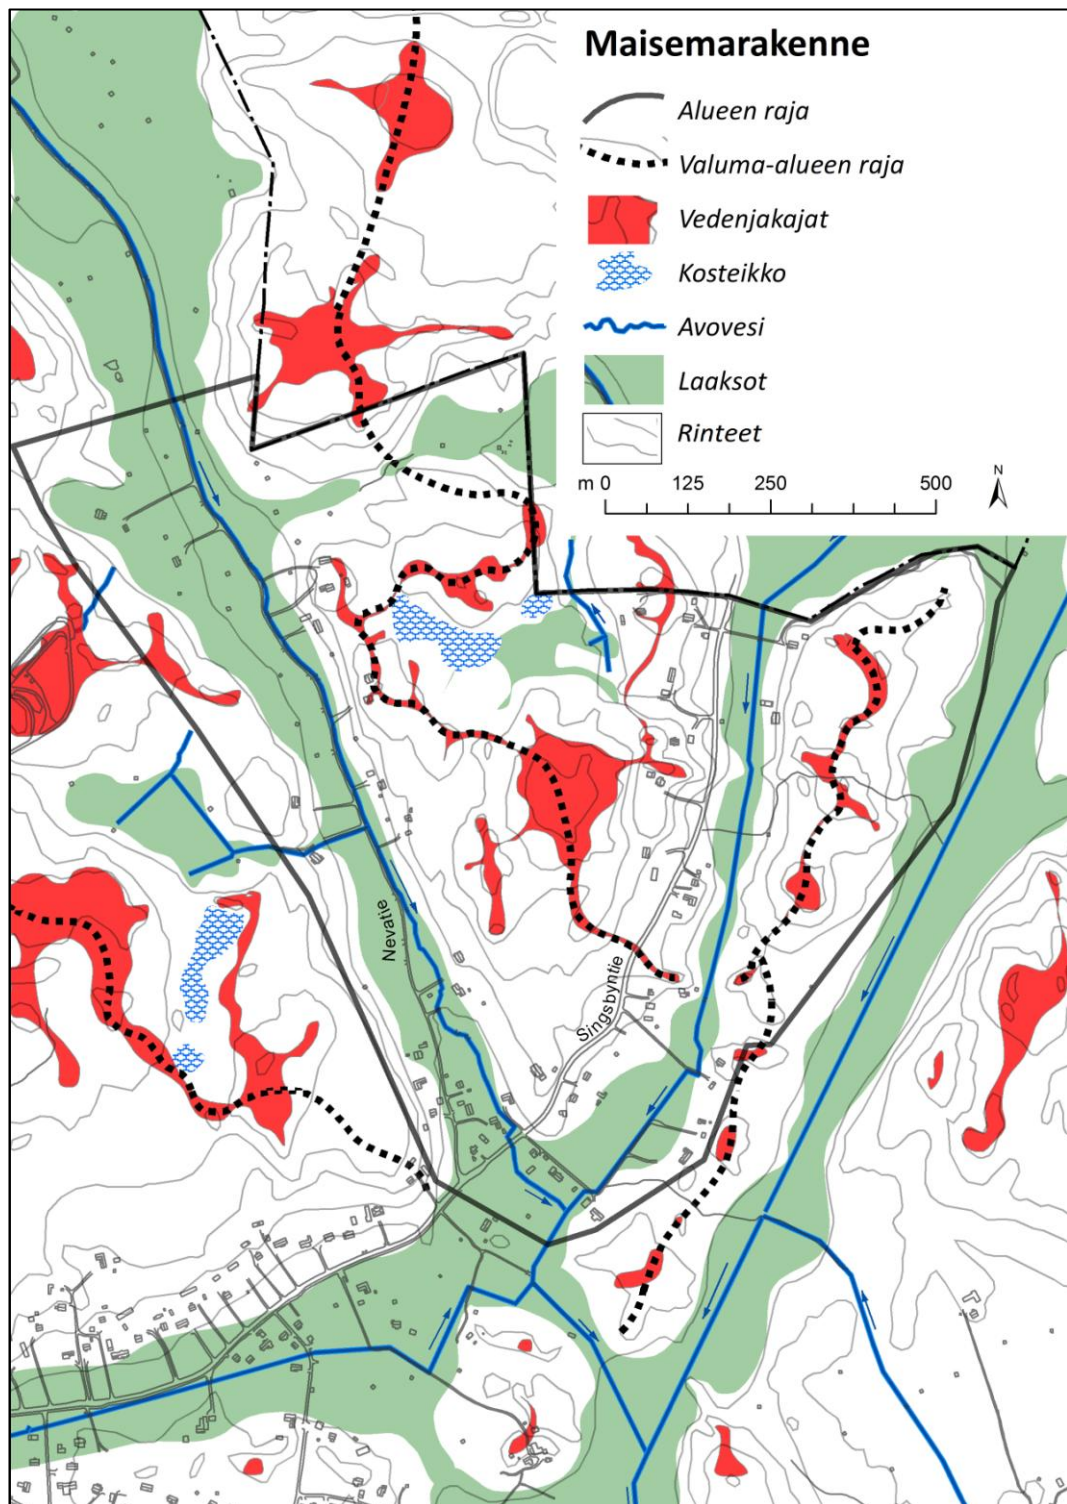 Maisemarakenne
Alueen raja
Valuma-alueen raja
Vedenjakajat
Kosteikko
Avovesi
Laaksot
Rinteet
m 0 125 250 500
N
Nevatie
Singsbyntie